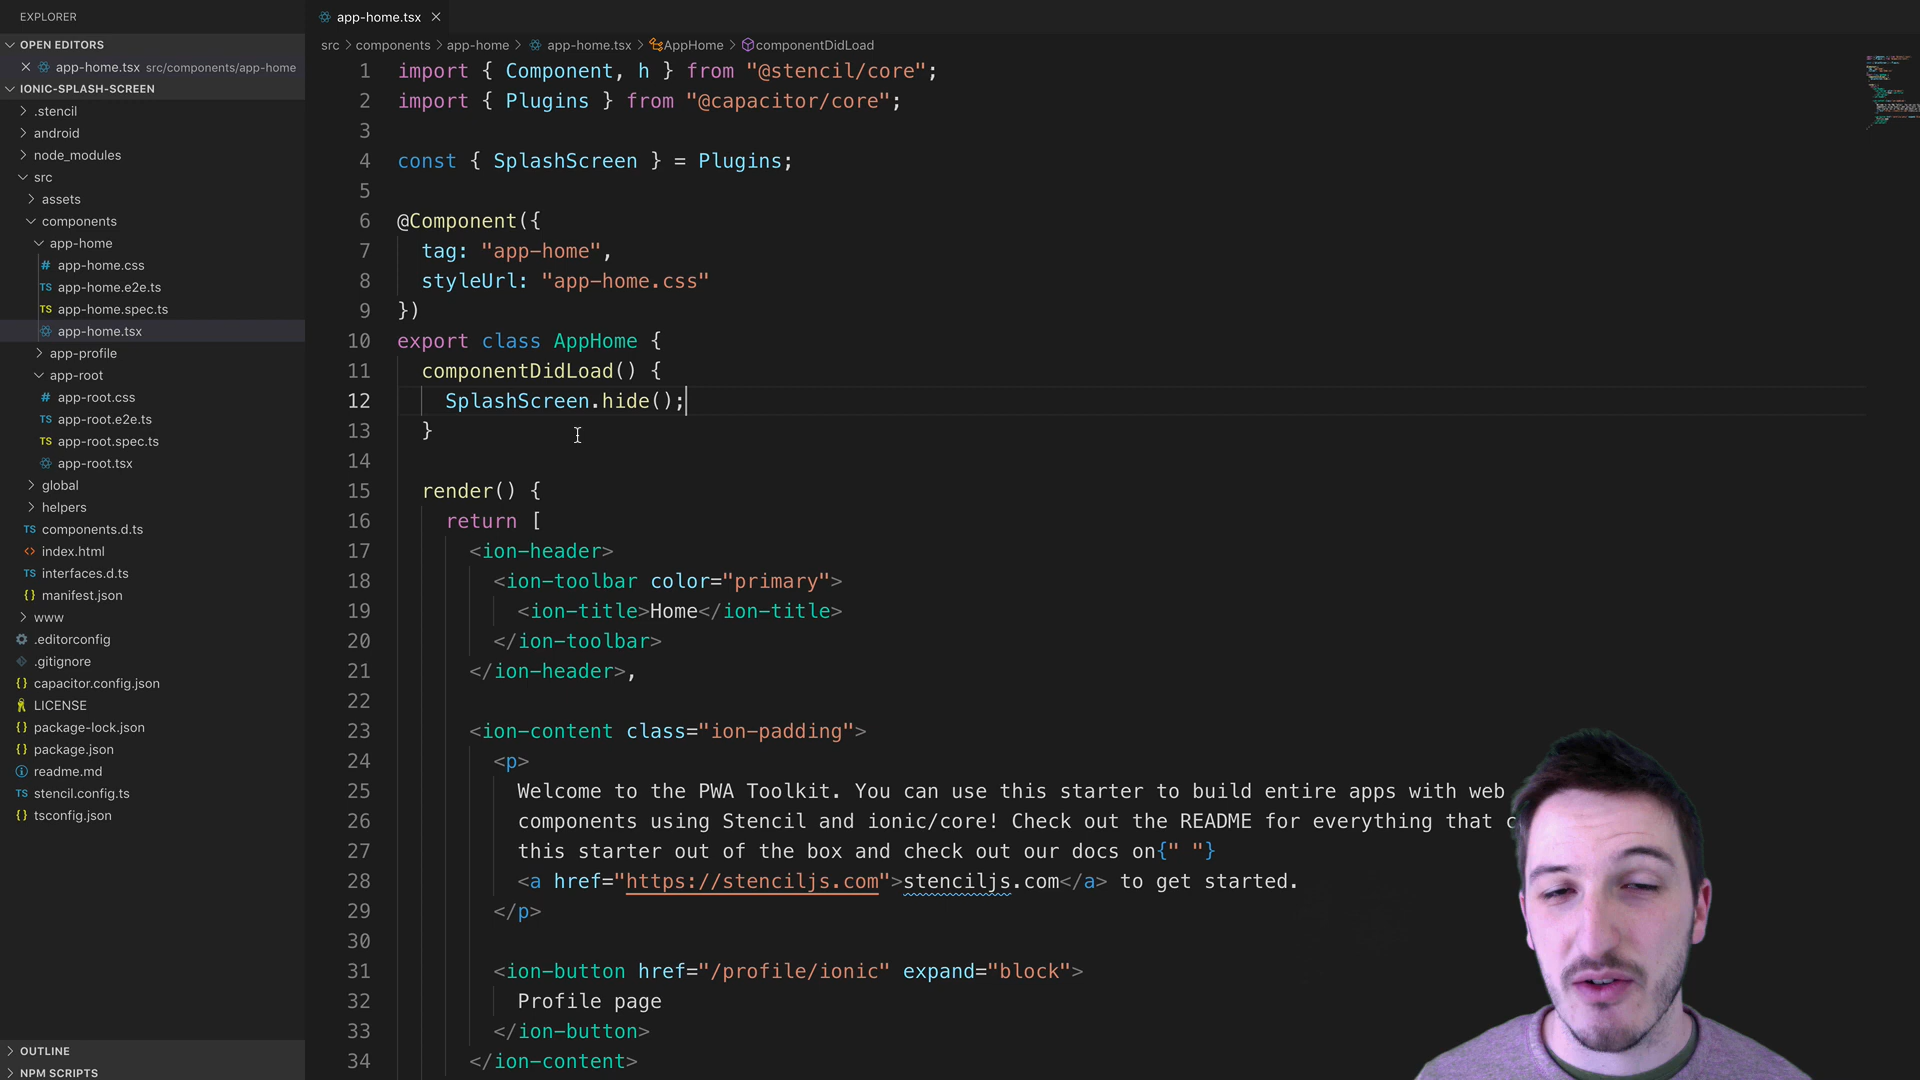 EXPLORER
OPEN EDITORS
app-home.tsx src/components/app-home
IONIC-SPLASH-SCREEN
.stencil
android
node_modules
src
assets
components
app-home
app-home.css
app-home.e2e.ts
app-home.spec.ts
app-home.tsx
app-profile
app-root
app-root.css
app-root.e2e.ts
app-root.spec.ts
app-root.tsx
global
helpers
components.d.ts
index.html
interfaces.d.ts
manifest.json
www
.editorconfig
.gitignore
capacitor.config.json
LICENSE
package-lock.json
package.json
readme.md
stencil.config.ts
tsconfig.json
OUTLINE
NPM SCRIPTS
app-home.tsx
src > components > app-home > app-home.tsx > AppHome > componentDidLoad
1 import { Component, h } from "@stencil/core";
2 import { Plugins } from "@capacitor/core";
3
4 const { SplashScreen } = Plugins;
5
6 @Component({
7 tag: "app-home",
8 styleUrl: "app-home.css"
9 })
10 export class AppHome {
11 componentDidLoad() {
12 SplashScreen.hide();
13 }
14
15 render() {
16 return [
17 <ion-header>
18 <ion-toolbar color="primary">
19 <ion-title>Home</ion-title>
20 </ion-toolbar>
21 </ion-header>,
22
23 <ion-content class="ion-padding">
24 <p>
25 Welcome to the PWA Toolkit. You can use this starter to build entire apps with web
26 components using Stencil and ionic/core! Check out the README for everything that
27 this starter out of the box and check out our docs on{" "}
28 <a href="https://stenciljs.com">stenciljs.com</a> to get started.
29 </p>
30
31 <ion-button href="/profile/ionic" expand="block">
32 Profile page
33 </ion-button>
34 </ion-content>